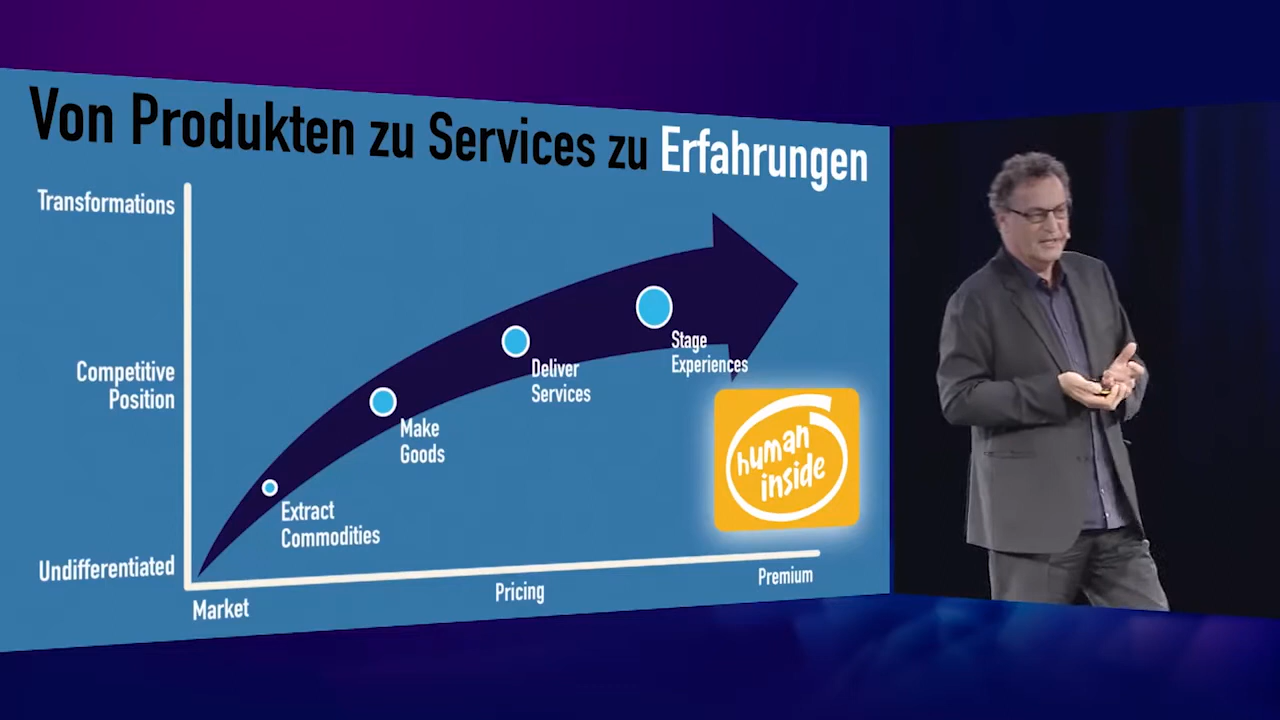 Von Produkten zu Services zu Erfahrungen
Transformations
Competitive
Position
Undifferentiated
Extract
Commodities
Make
Goods
Deliver
Services
Stage
Experiences
human
inside
Market
Pricing
Premium